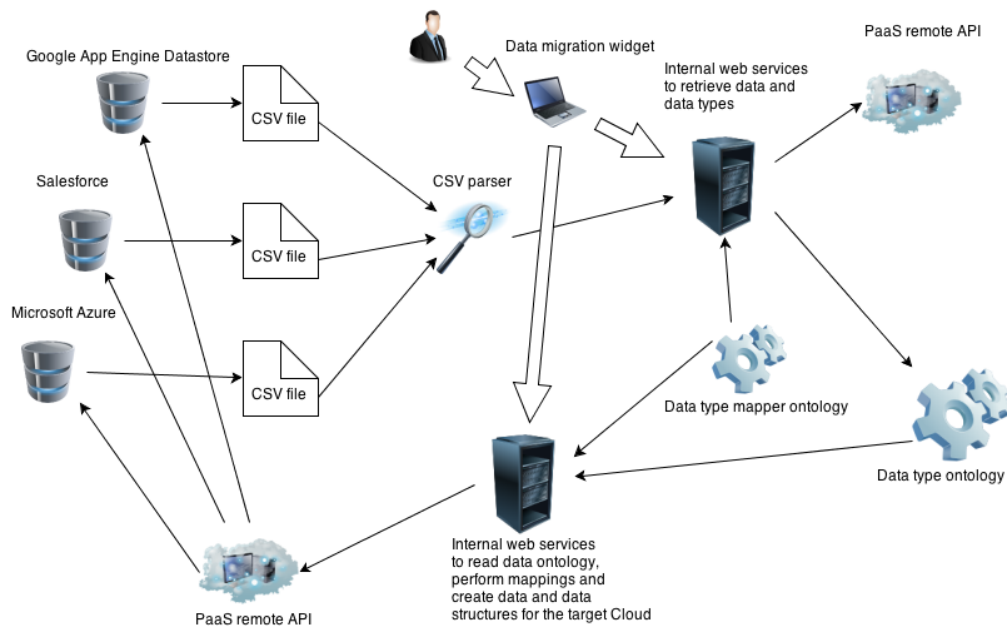 Google App Engine Datastore
Data migration widget
PaaS remote API
Internal web services
to retrieve data and
data types
CSV file
Salesforce
CSV parser
CSV file
Microsoft Azure
CSV file
Data type mapper ontology
Data type ontology
Internal web services
to read data ontology,
perform mappings and
create data and data
structures for the target Cloud
PaaS remote API